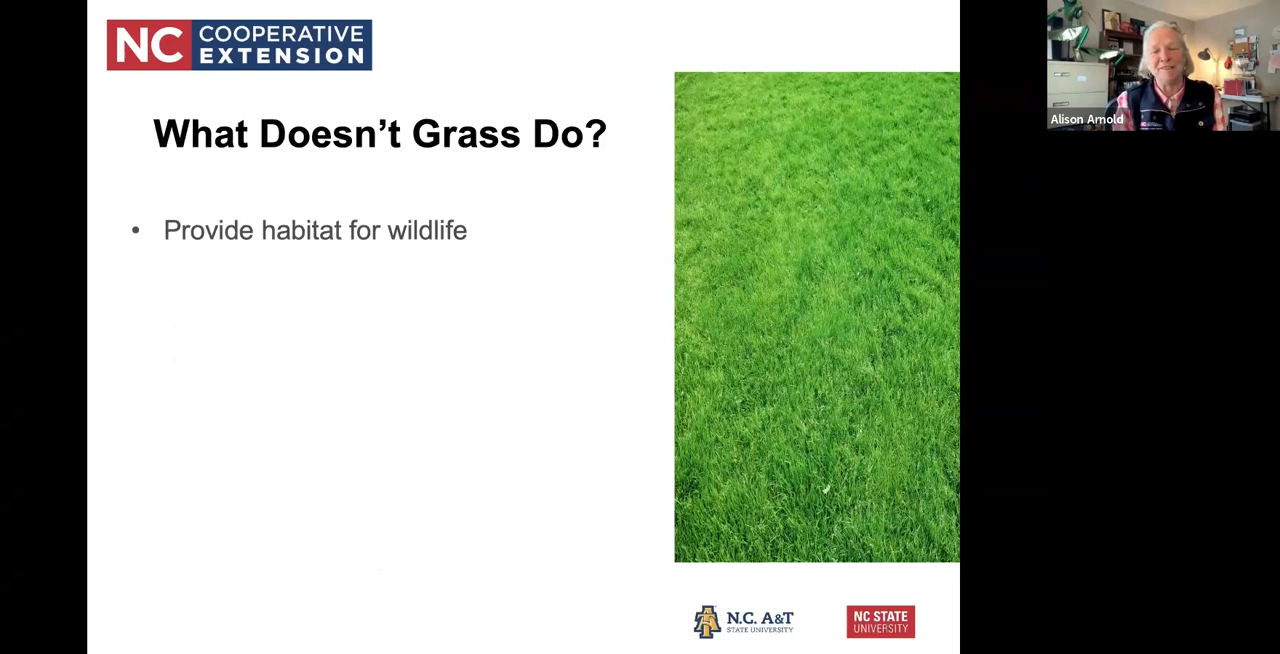 NC COOPERATIVE
EXTENSION
What Doesn't Grass Do?
• Provide habitat for wildlife
Alison Arnold
N.C. A&T
STATE UNIVERSITY
NC STATE
UNIVERSITY